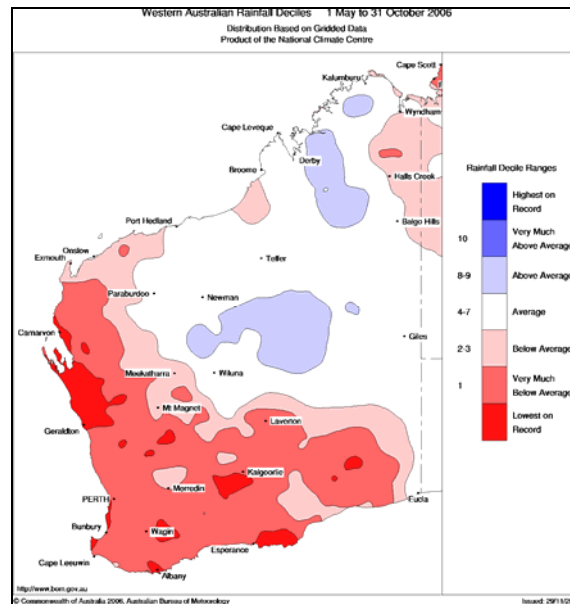 Western Australian Rainfall Deciles 1 May to 31 October 2006
Distribution Based on Gridded Data
Product of the National Climate Centre
Cape Scott
Kalumburu
Wyndham
Cape Leveque
Derby
Broome
Halls Creek
Port Hedland
Balgo Hills
Onslow
Exmouth
Telfer
Paraburdoo
Newman
Carnarvon
Giles
Meekatharra
Wiluna
Mt Magnet
Laverton
Geraldton
Kalgoorlie
Merredin
PERTH
Eucla
Bunbury
Wagin
Esperance
Cape Leeuwin
Albany
Rainfall Decile Ranges
Highest on
Record
10 Very Much
Above Average
8-9 Above Average
4-7 Average
2-3 Below Average
1 Very Much
Below Average
Lowest on
Record
http://www.bom.gov.au
© Commonwealth of Australia 2006, Australian Bureau of Meteorology
Issued: 29/11/20